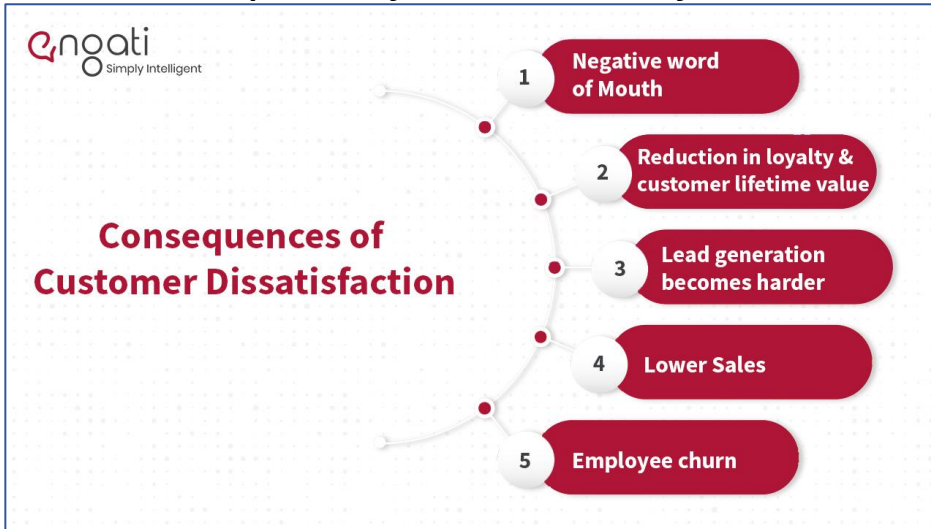 engati
Simply Intelligent
Consequences of
Customer Dissatisfaction
1
Negative word
of Mouth
2
Reduction in loyalty &
customer lifetime value
3
Lead generation
becomes harder
4
Lower Sales
5
Employee churn